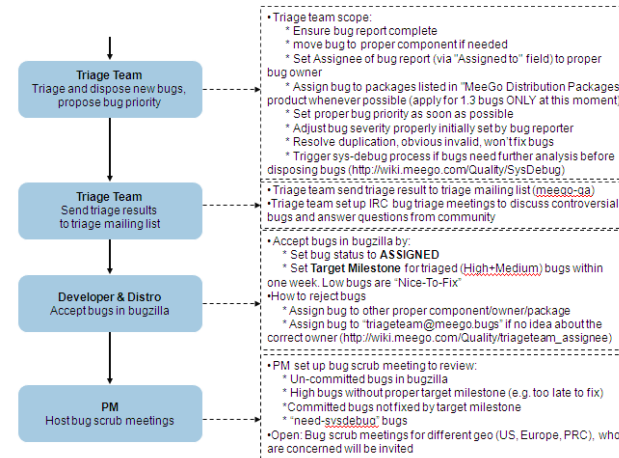 Triage Team
Triage and dispose new bugs,
propose bug priority
•Triage team scope:
* Ensure bug report complete
* move bug to proper component if needed
* Set Assignee of bug report (via "Assigned to" field) to proper
bug owner
* Assign bug to packages listed in "MeeGo Distribution Packages
product whenever possible (apply for 1.3 bugs ONLY at this moment)
* Set proper bug priority as soon as possible
* Adjust bug severity properly initially set by bug reporter
* Resolve duplication, obvious invalid, won't fix bugs
* Trigger sys-debug process if bugs need further analysis before
disposing bugs (http://wiki.meego.com/Quality/SysDebug)
Triage Team
Send triage results
to triage mailing list
•Triage team send triage result to triage mailing list (meego-qa)
•Triage team set up IRC bug triage meetings to discuss controversial
bugs and answer questions from community
Developer & Distro
Accept bugs in bugzilla
•Accept bugs in bugzilla by:
* Set bug status to ASSIGNED
* Set Target Milestone for triaged (High+Medium) bugs within
one week. Low bugs are "Nice-To-Fix"
•How to reject bugs
* Assign bug to other proper component/owner/package
* Assign bug to "triageteam@meego.bugs" if no idea about the
correct owner (http://wiki.meego.com/Quality/triageteam_assignee)
PM
Host bug scrub meetings
•PM set up bug scrub meeting to review:
* Un-committed bugs in bugzilla
* High bugs without proper target milestone (e.g. too late to fix)
*Committed bugs not fixed by target milestone
* "need-sysdebug" bugs
•Open: Bug scrub meetings for different geo (US, Europe, PRC), who
are concerned will be invited